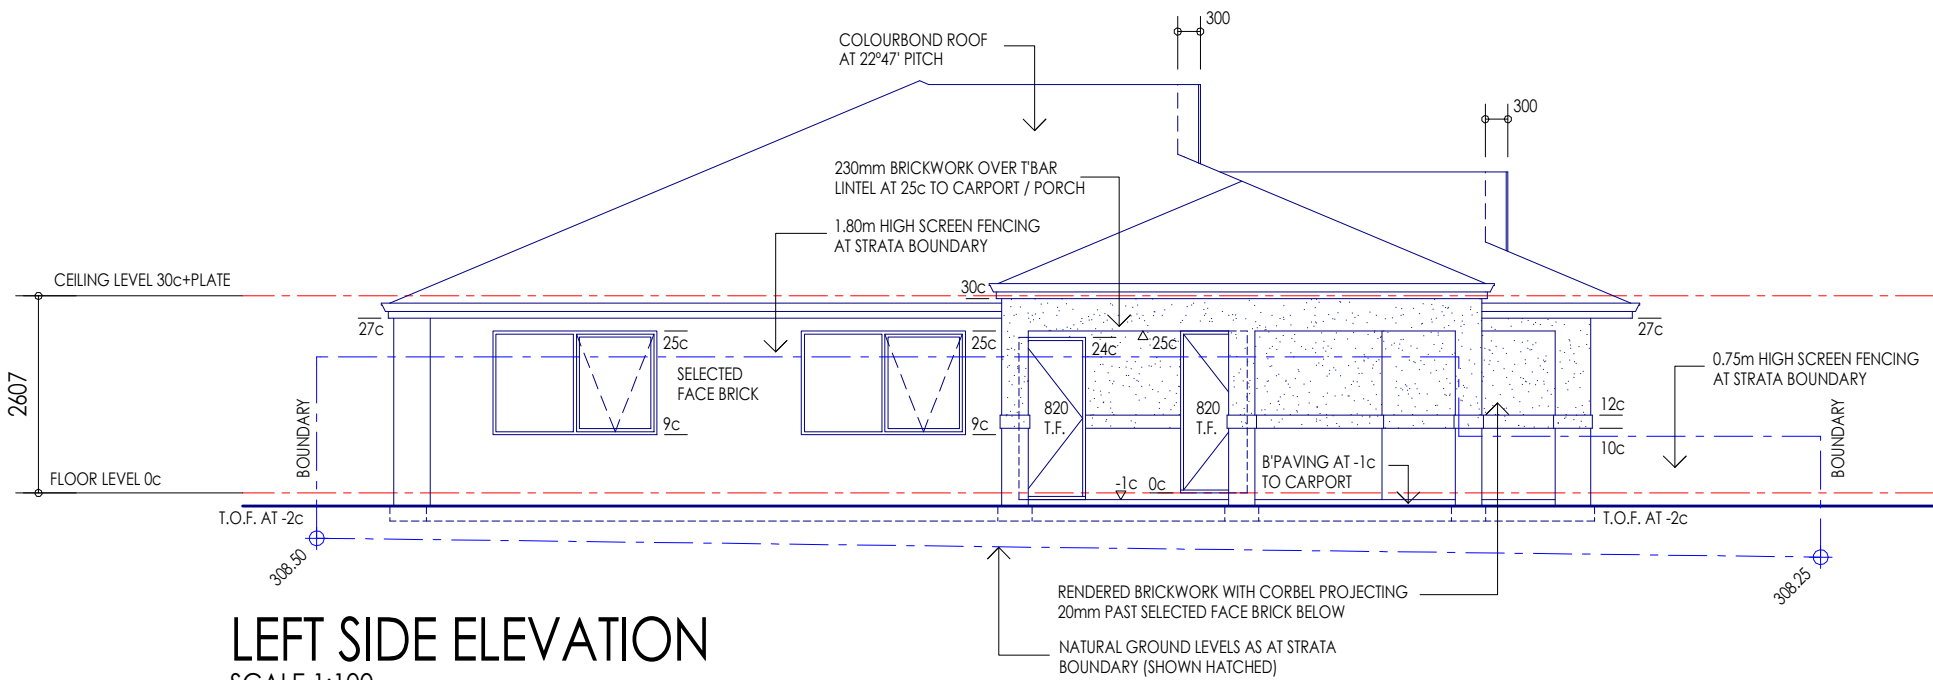 300
COLOURBOND ROOF
AT 22°47' PITCH
300
230mm BRICKWORK OVER T'BAR
LINTEL AT 25c TO CARPORT / PORCH
1.80m HIGH SCREEN FENCING
AT STRATA BOUNDARY
CEILING LEVEL 30c+PLATE
30c
27c
27c
25c
25c
24c
25c
0.75m HIGH SCREEN FENCING
AT STRATA BOUNDARY
SELECTED
FACE BRICK
2607
BOUNDARY
BOUNDARY
9c
9c
820
T.F.
820
T.F.
12c
10c
B'PAVING AT -1c
TO CARPORT
FLOOR LEVEL 0c
-1c
0c
T.O.F. AT -2c
T.O.F. AT -2c
308.50
308.25
RENDERED BRICKWORK WITH CORBEL PROJECTING
20mm PAST SELECTED FACE BRICK BELOW
NATURAL GROUND LEVELS AS AT STRATA
BOUNDARY (SHOWN HATCHED)
LEFT SIDE ELEVATION
SCALE 1:100